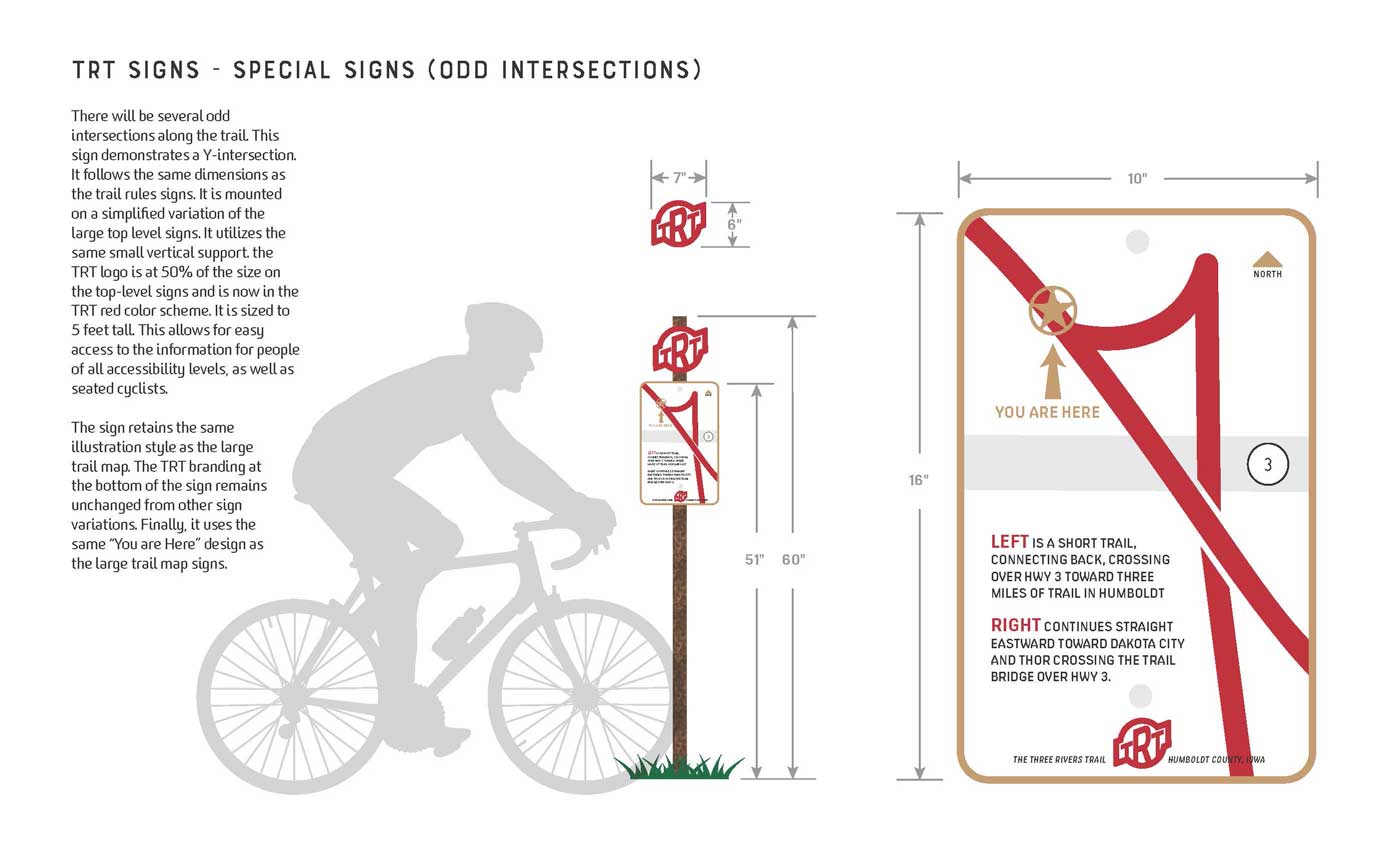 TRT SIGNS - SPECIAL SIGNS (ODD INTERSECTIONS)
There will be several odd
intersections along the trail. This
sign demonstrates a Y-intersection.
It follows the same dimensions as
the trail rules signs. It is mounted
on a simplified variation of the
large top level signs. It utilizes the
same small vertical support. the
TRT logo is at 50% of the size on
the top-level signs and is now in the
TRT red color scheme. It is sized to
5 feet tall. This allows for easy
access to the information for people
of all accessibility levels, as well as
seated cyclists.
The sign retains the same
illustration style as the large
trail map. The TRT branding at
the bottom of the sign remains
unchanged from other sign
variations. Finally, it uses the
same “You are Here” design as
the large trail map signs.
7"
TRT
6"
TRT
51"
60"
10"
16"
NORTH
YOU ARE HERE
3
LEFT IS A SHORT TRAIL,
CONNECTING BACK, CROSSING
OVER HWY 3 TOWARD THREE
MILES OF TRAIL IN HUMBOLDT
RIGHT CONTINUES STRAIGHT
EASTWARD TOWARD DAKOTA CITY
AND THOR CROSSING THE TRAIL
BRIDGE OVER HWY 3.
THE THREE RIVERS TRAIL TRT HUMBOLDT COUNTY, IOWA